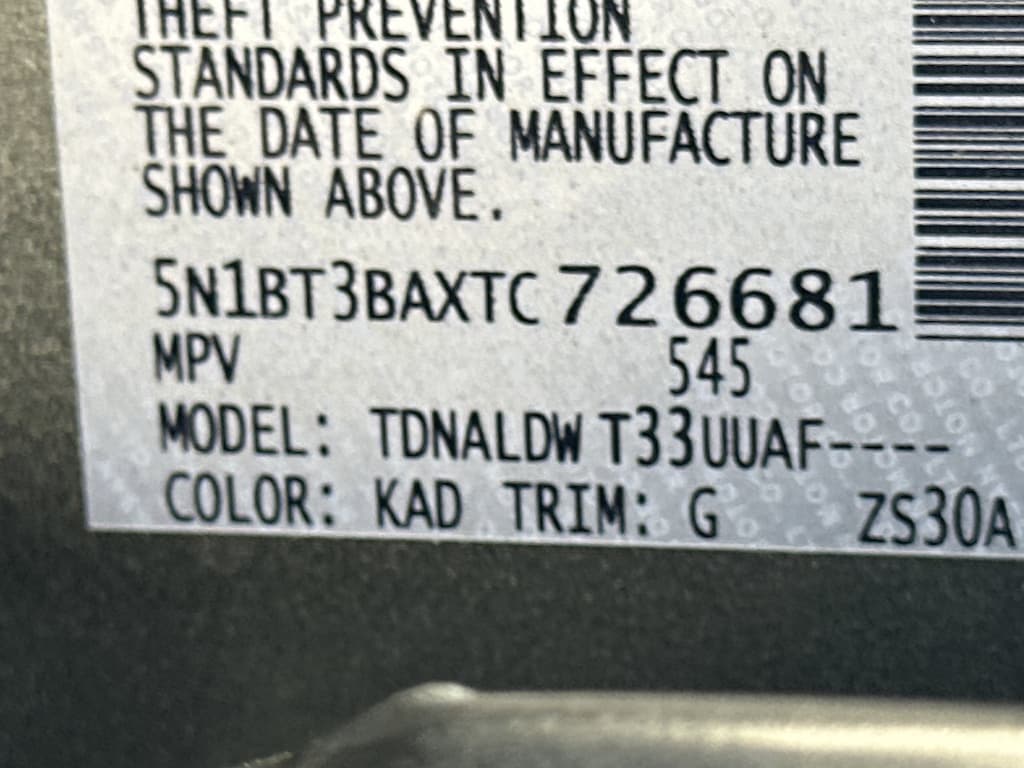 THEFT PREVENTION
STANDARDS IN EFFECT ON
THE DATE OF MANUFACTURE
SHOWN ABOVE.
5N1BT3BAXTC726681
MPV 545
MODEL: TDNALDW T33UUAF----
COLOR: KAD TRIM: G ZS30A